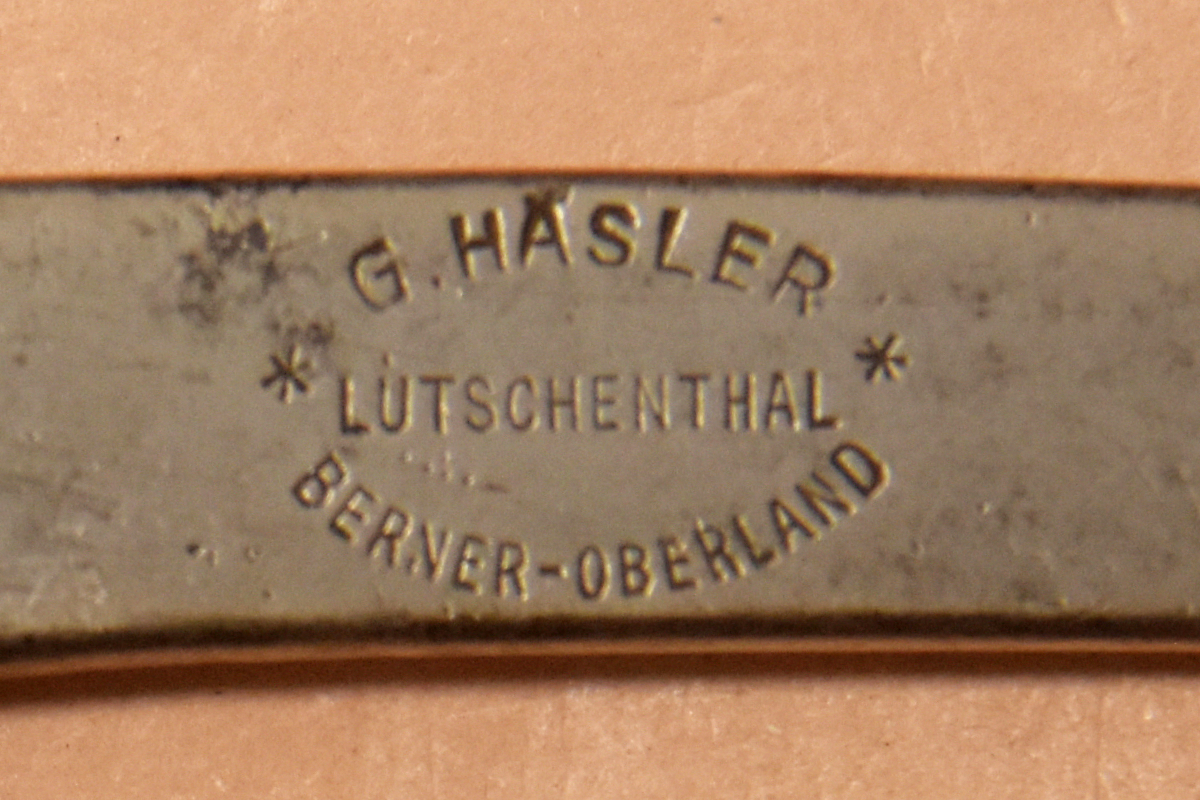 G. HÄSLER
* LÜTSCHENTHAL *
BERNER-OBERLAND